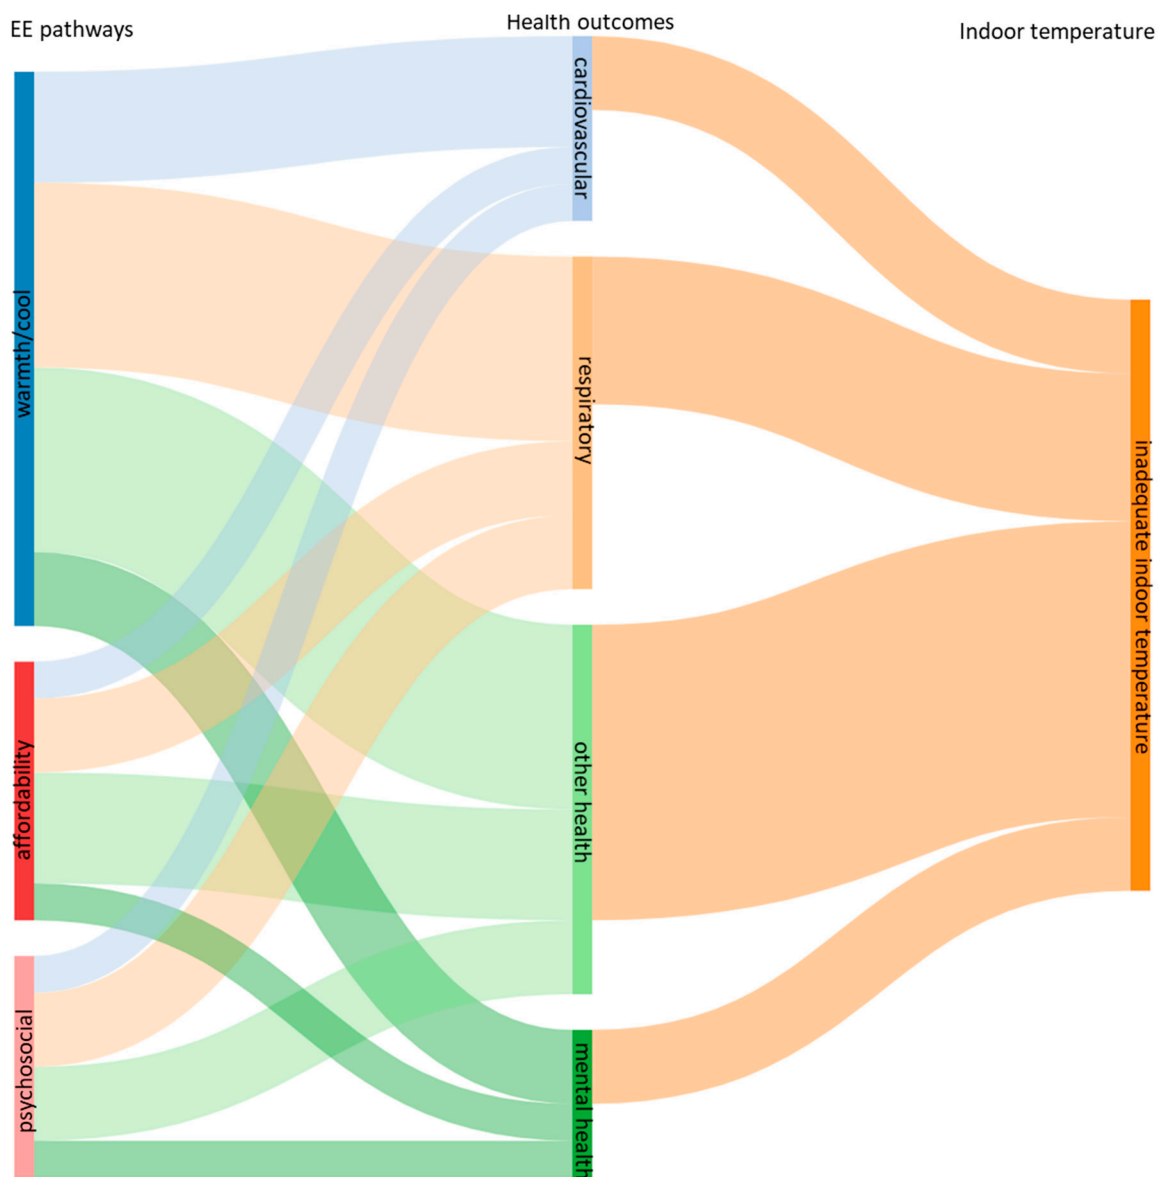 EE pathways
Health outcomes
Indoor temperature
warmth/cool
affordability
psychosocial
cardiovascular
respiratory
other health
mental health
inadequate indoor temperature